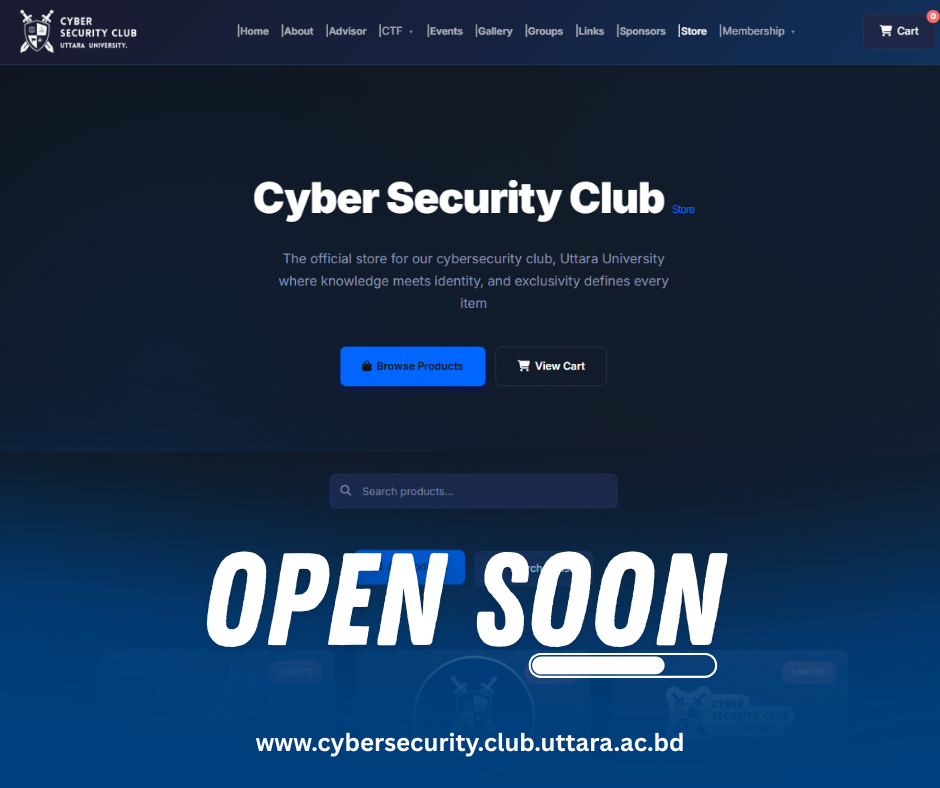 CYBER
SECURITY CLUB
UTTARA UNIVERSITY.
|Home |About |Advisor |CTF |Events |Gallery |Groups |Links |Sponsors |Store |Membership
Cart
0
Cyber Security Club Store
The official store for our cybersecurity club, Uttara University
where knowledge meets identity, and exclusivity defines every
item
Browse Products
View Cart
Search products...
OPEN SOON
LIMITED
LIMITED
CYBER
SECURITY CLUB
www.cybersecurity.club.uttara.ac.bd